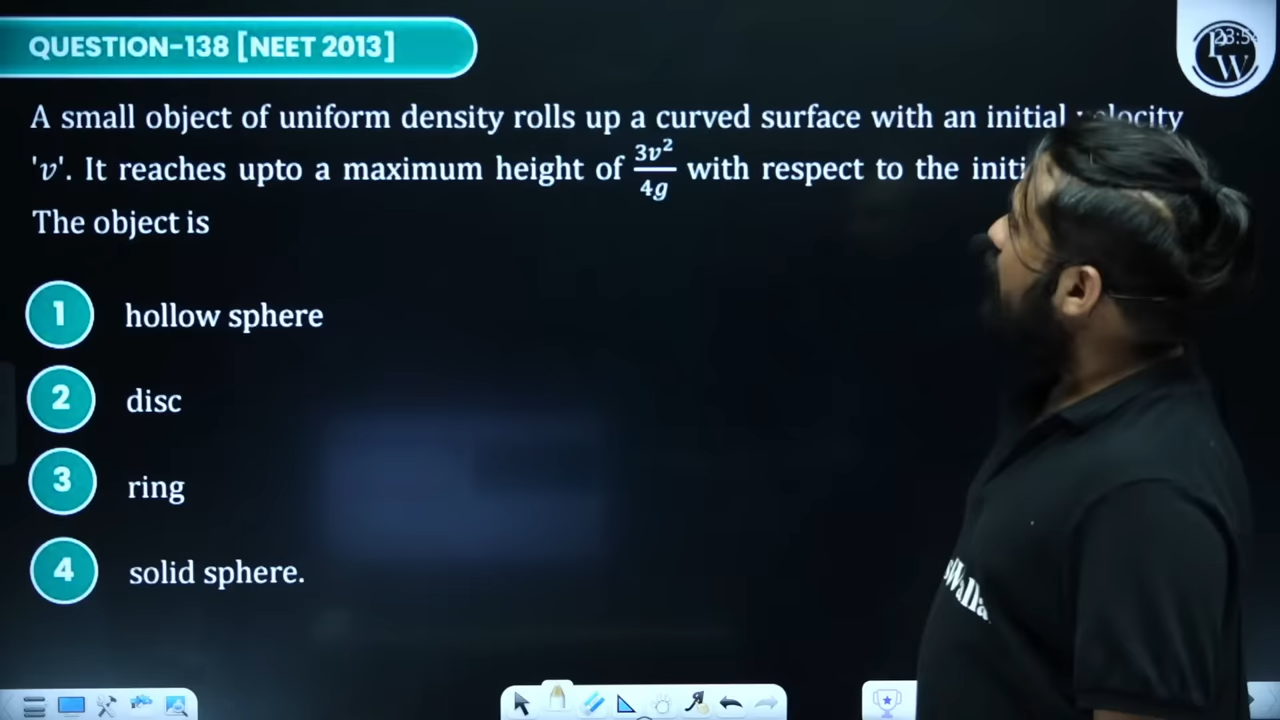 QUESTION-138 [NEET 2013]
A small object of uniform density rolls up a curved surface with an initial
'v'. It reaches upto a maximum height of 3v²/4g with respect to the
The object is
1 hollow sphere
2 disc
3 ring
4 solid sphere.
PW